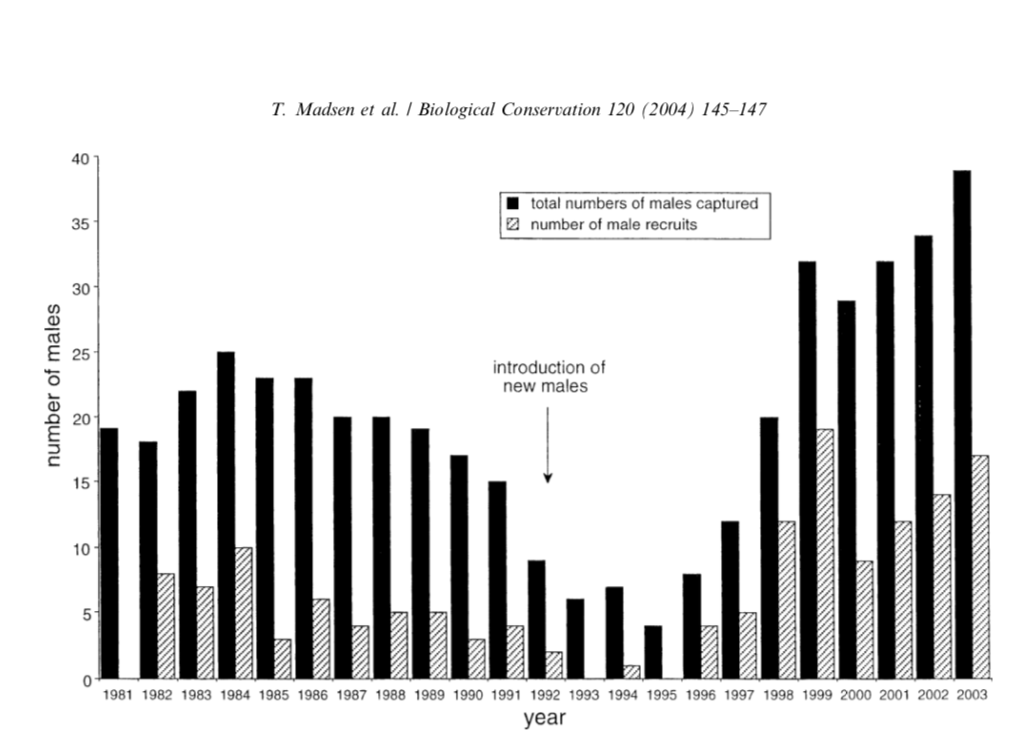 T. Madsen et al. / Biological Conservation 120 (2004) 145–147
40
35
30
25
20
15
10
5
0
number of males
total numbers of males captured
number of male recruits
introduction of
new males
1981 1982 1983 1984 1985 1986 1987 1988 1989 1990 1991 1992 1993 1994 1995 1996 1997 1998 1999 2000 2001 2002 2003
year